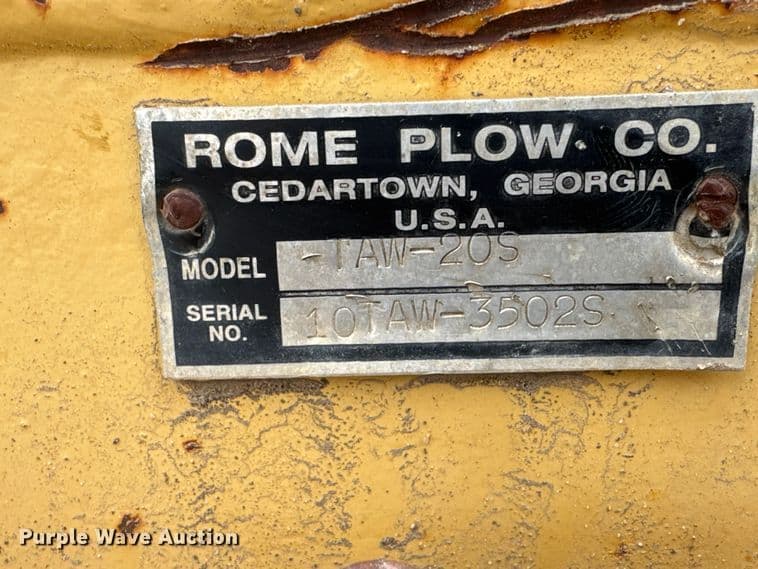 ROME PLOW. CO.
CEDARTOWN, GEORGIA
U.S.A.
MODEL -TAW-20S
SERIAL NO. 10TAW-3502S
Purple Wave Auction